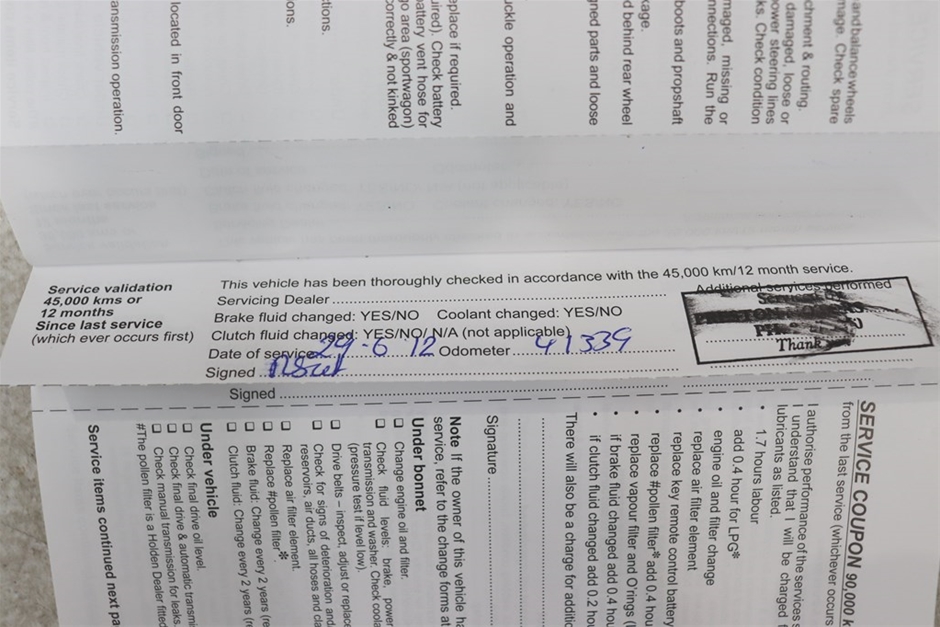 and balance wheels
mage. Check spare
chment & routing.
damaged, loose or
ower steering lines
ks. Check condition
maged, missing or
nnections. Run the
boots and propshaft
kage.
d behind rear wheel
gned parts and loose
uckle operation and
eplace if required.
ired). Check battery
attery vent hose for
go area (sportwagon)
correctly & not kinked
tions.
ons.
located in front door
ansmission operation.
Service validation
45,000 kms or
12 months
Since last service
(which ever occurs first)
This vehicle has been thoroughly checked in accordance with the 45,000 km/12 month service.
Servicing Dealer
Brake fluid changed: YES/NO Coolant changed: YES/NO
Clutch fluid changed: YES/NO/ N/A (not applicable)
Date of service 29-6 12 Odometer 41339
Signed
Additional services performed
Thank
Signed
SERVICE COUPON 90,000 k
from the last service (whichever occurs
I authorise performance of the services
I understand that I will be charged
lubricants as listed.
• 1.7 hours labour
• add 0.4 hour for LPG*
• engine oil and filter change
• replace air filter element
• replace key remote control battery
• replace #pollen filter* add 0.4 hou
• replace vapour filter and O'rings (
• if brake fluid changed add 0.4 hou
• if clutch fluid changed add 0.2 hou
There will also be a charge for additio
Signature
Note If the owner of this vehicle ha
service, refer to the change forms at
Under bonnet
❑ Change engine oil and filter.
❑ Check fluid levels: brake, power
transmission and washer. Check coola
(pressure test if level low).
❑ Drive belts – inspect, adjust or replace
❑ Check for signs of deterioration and
reservoirs, air ducts, all hoses and cla
❑ Replace air filter element.
❑ Replace #pollen filter*.
❑ Brake fluid: Change every 2 years (re
❑ Clutch fluid: Change every 2 years (r
Under vehicle
❑ Check final drive oil level.
❑ Check final drive & automatic transmi
❑ Check manual transmission for leaks.
#The pollen filter is a Holden Dealer fitted
Service items continued next pa